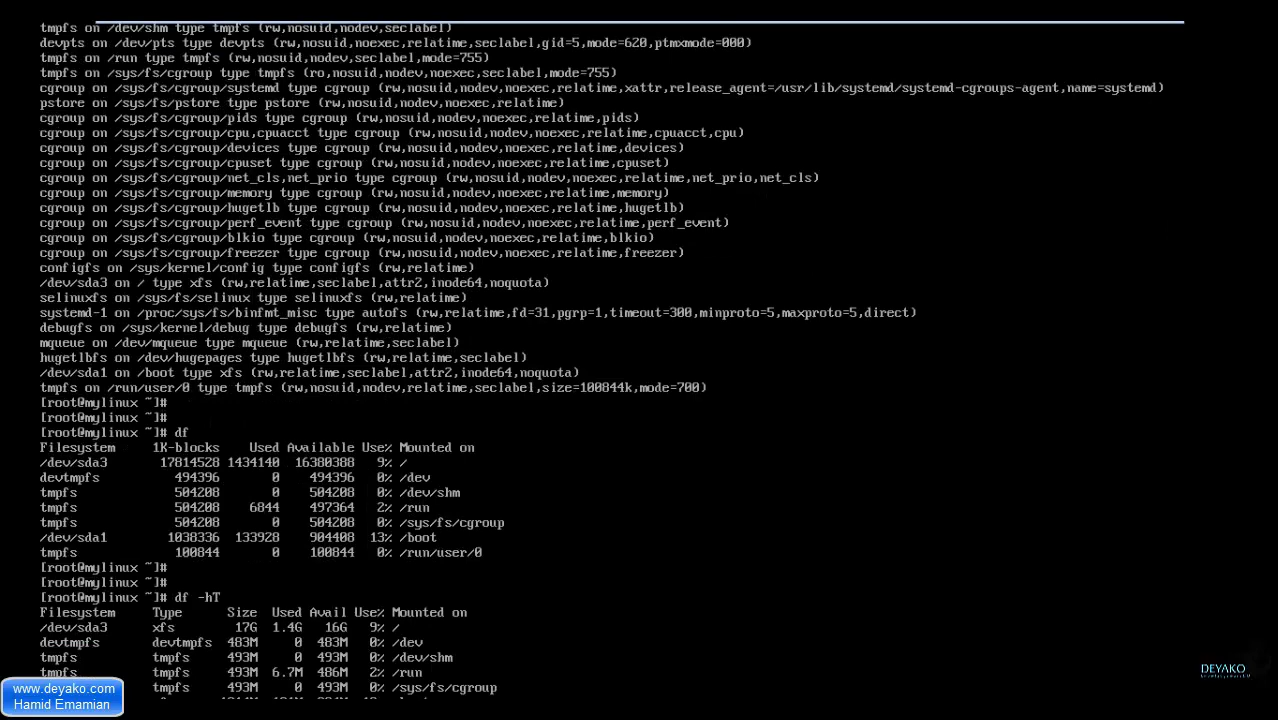 tmpfs on /dev/shm type tmpfs (rw,nosuid,nodev,seclabel)
devpts on /dev/pts type devpts (rw,nosuid,noexec,relatime,seclabel,gid=5,mode=620,ptmxmode=000)
tmpfs on /run type tmpfs (rw,nosuid,nodev,seclabel,mode=755)
tmpfs on /sys/fs/cgroup type tmpfs (ro,nosuid,nodev,noexec,seclabel,mode=755)
cgroup on /sys/fs/cgroup/systemd type cgroup (rw,nosuid,nodev,noexec,relatime,xattr,release_agent=/usr/lib/systemd/systemd-cgroups-agent,name=systemd)
pstore on /sys/fs/pstore type pstore (rw,nosuid,nodev,noexec,relatime)
cgroup on /sys/fs/cgroup/pids type cgroup (rw,nosuid,nodev,noexec,relatime,pids)
cgroup on /sys/fs/cgroup/cpu,cpuacct type cgroup (rw,nosuid,nodev,noexec,relatime,cpuacct,cpu)
cgroup on /sys/fs/cgroup/devices type cgroup (rw,nosuid,nodev,noexec,relatime,devices)
cgroup on /sys/fs/cgroup/cpuset type cgroup (rw,nosuid,nodev,noexec,relatime,cpuset)
cgroup on /sys/fs/cgroup/net_cls,net_prio type cgroup (rw,nosuid,nodev,noexec,relatime,net_prio,net_cls)
cgroup on /sys/fs/cgroup/memory type cgroup (rw,nosuid,nodev,noexec,relatime,memory)
cgroup on /sys/fs/cgroup/hugetlb type cgroup (rw,nosuid,nodev,noexec,relatime,hugetlb)
cgroup on /sys/fs/cgroup/perf_event type cgroup (rw,nosuid,nodev,noexec,relatime,perf_event)
cgroup on /sys/fs/cgroup/blkio type cgroup (rw,nosuid,nodev,noexec,relatime,blkio)
cgroup on /sys/fs/cgroup/freezer type cgroup (rw,nosuid,nodev,noexec,relatime,freezer)
configfs on /sys/kernel/config type configfs (rw,relatime)
/dev/sda3 on / type xfs (rw,relatime,seclabel,attr2,inode64,noquota)
selinuxfs on /sys/fs/selinux type selinuxfs (rw,relatime)
systemd-1 on /proc/sys/fs/binfmt_misc type autofs (rw,relatime,fd=31,pgrp=1,timeout=300,minproto=5,maxproto=5,direct)
debugfs on /sys/kernel/debug type debugfs (rw,relatime)
mqueue on /dev/mqueue type mqueue (rw,relatime,seclabel)
hugetlbfs on /dev/hugepages type hugetlbfs (rw,relatime,seclabel)
/dev/sda1 on /boot type xfs (rw,relatime,seclabel,attr2,inode64,noquota)
tmpfs on /run/user/0 type tmpfs (rw,nosuid,nodev,relatime,seclabel,size=100844k,mode=700)
[root@mylinux ~]#
[root@mylinux ~]#
[root@mylinux ~]# df
Filesystem 1K-blocks Used Available Use% Mounted on
/dev/sda3 17814528 1434140 16380388 9% /
devtmpfs 494396 0 494396 0% /dev
tmpfs 504208 0 504208 0% /dev/shm
tmpfs 504208 6844 497364 2% /run
tmpfs 504208 0 504208 0% /sys/fs/cgroup
/dev/sda1 1038336 133928 904408 13% /boot
tmpfs 100844 0 100844 0% /run/user/0
[root@mylinux ~]#
[root@mylinux ~]#
[root@mylinux ~]# df -hT
Filesystem Type Size Used Avail Use% Mounted on
/dev/sda3 xfs 17G 1.4G 16G 9% /
devtmpfs devtmpfs 483M 0 483M 0% /dev
tmpfs tmpfs 493M 0 493M 0% /dev/shm
tmpfs tmpfs 493M 6.7M 486M 2% /run
tmpfs tmpfs 493M 0 493M 0% /sys/fs/cgroup
www.deyako.com
Hamid Emamian
DEYAKO